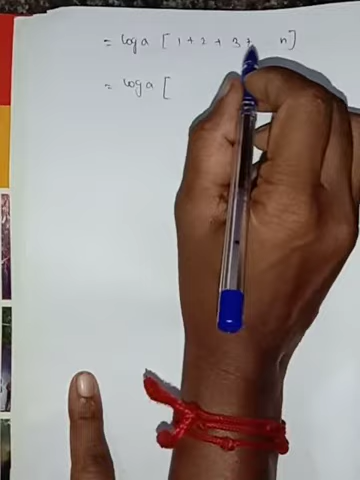 = log a [ 1 + 2 + 3 + n ]
= log a [